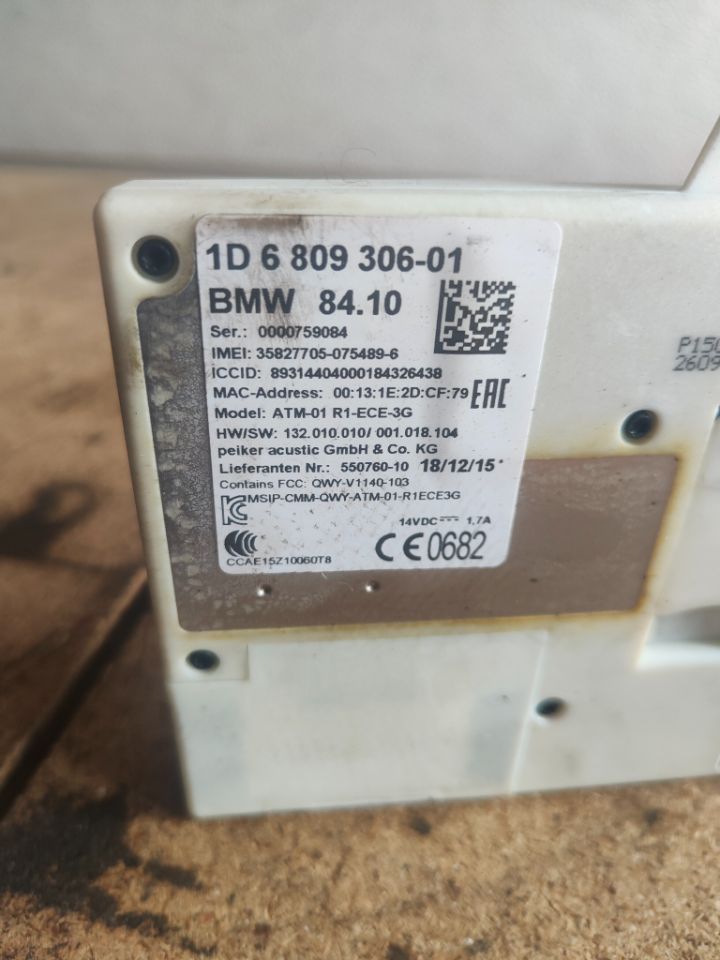 1D 6 809 306-01
BMW 84.10
Ser.: 0000759084
IMEI: 35827705-075489-6
ICCID: 89314404000184326438
MAC-Address: 00:13:1E:2D:CF:79
EAC
Model: ATM-01 R1-ECE-3G
HW/SW: 132.010.010/ 001.018.104
peiker acustic GmbH & Co. KG
Lieferanten Nr.: 550760-10 18/12/15*
Contains FCC: QWY-V1140-103
MSIP-CMM-QWY-ATM-01-R1ECE3G
14VDC⎓ 1,7A
CE0682
CCAE15Z10060T8
P150
2609